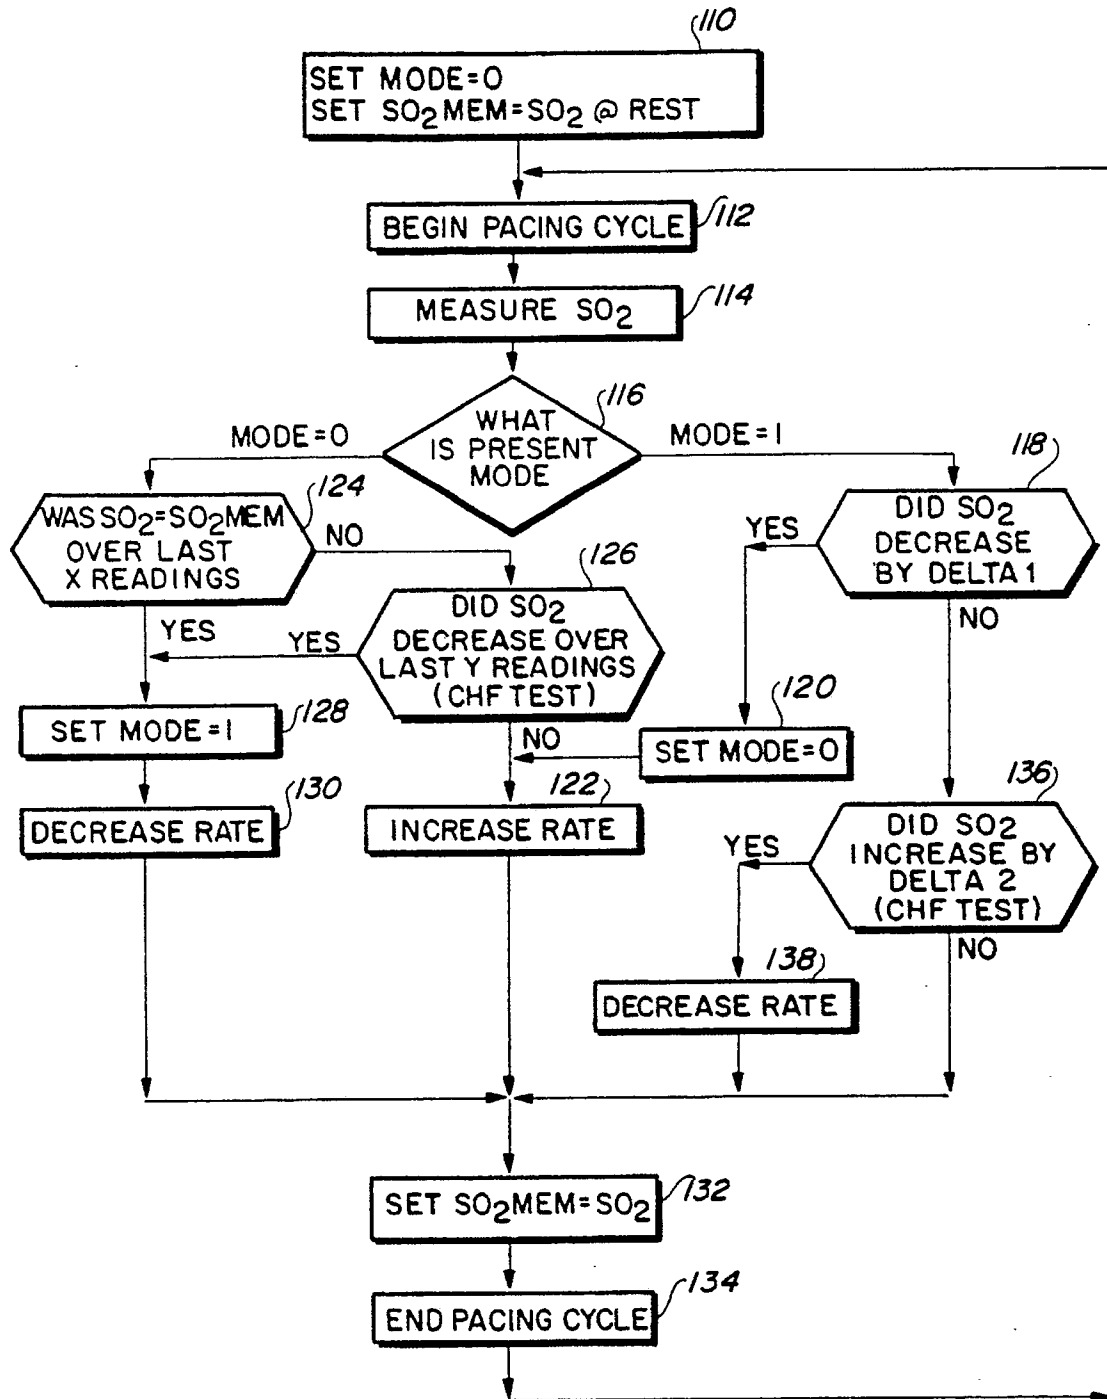 110
SET MODE=0
SET SO2 MEM=SO2 @ REST
BEGIN PACING CYCLE
112
MEASURE SO2
114
WHAT
IS PRESENT
MODE
116
MODE=0
MODE=1
WAS SO2=SO2MEM
OVER LAST
X READINGS
124
NO
YES
DID SO2
DECREASE OVER
LAST Y READINGS
(CHF TEST)
126
YES
NO
DID SO2
DECREASE
BY DELTA 1
118
YES
NO
SET MODE=1
128
SET MODE=0
120
DECREASE RATE
130
INCREASE RATE
122
DID SO2
INCREASE BY
DELTA 2
(CHF TEST)
136
YES
NO
DECREASE RATE
138
SET SO2MEM=SO2
132
END PACING CYCLE
134